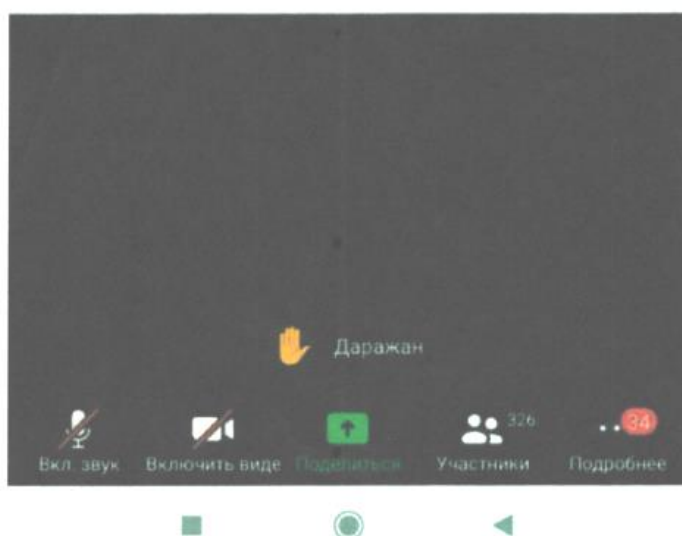 Даражан
326
34
Вкл. звук Включить виде Поделиться Участники Подробнее